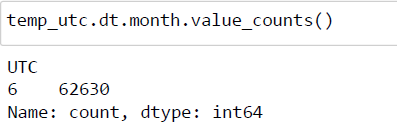 temp_utc.dt.month.value_counts()
UTC
6    62630
Name: count, dtype: int64